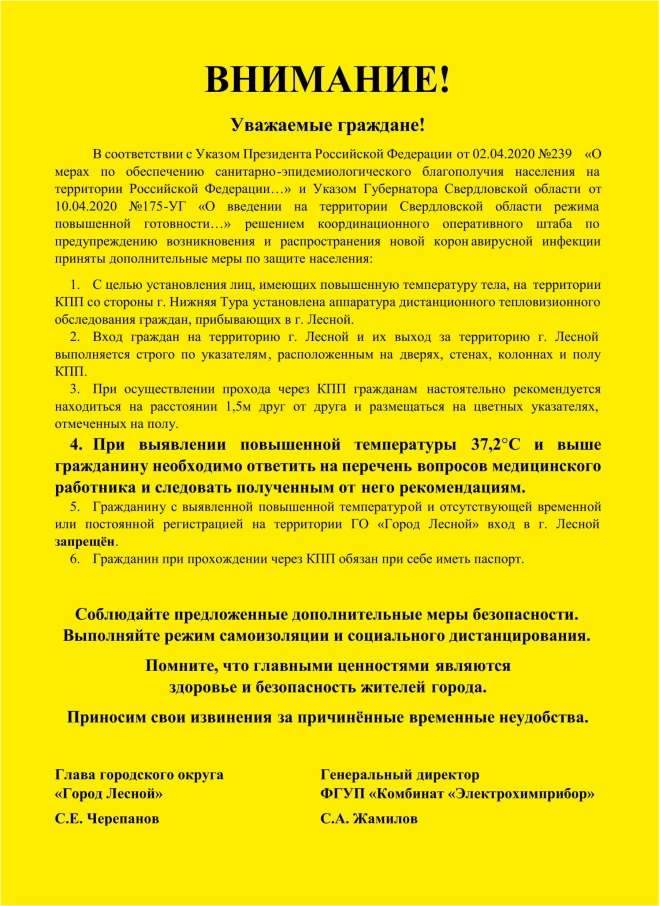 ВНИМАНИЕ!
Уважаемые граждане!
В соответствии с Указом Президента Российской Федерации от 02.04.2020 №239 «О
мерах по обеспечению санитарно-эпидемиологического благополучия населения на
территории Российской Федерации…» и Указом Губернатора Свердловской области от
10.04.2020 №175-УГ «О введении на территории Свердловской области режима
повышенной готовности…» решением координационного оперативного штаба по
предупреждению возникновения и распространения новой коронавирусной инфекции
приняты дополнительные меры по защите населения:
1. С целью установления лиц, имеющих повышенную температуру тела, на территории
КПП со стороны г. Нижняя Тура установлена аппаратура дистанционного тепловизионного
обследования граждан, прибывающих в г. Лесной.
2. Вход граждан на территорию г. Лесной и их выход за территорию г. Лесной
выполняется строго по указателям, расположенным на дверях, стенах, колоннах и полу
КПП.
3. При осуществлении прохода через КПП гражданам настоятельно рекомендуется
находиться на расстоянии 1,5м друг от друга и размещаться на цветных указателях,
отмеченных на полу.
4. При выявлении повышенной температуры 37,2°С и выше
гражданину необходимо ответить на перечень вопросов медицинского
работника и следовать полученным от него рекомендациям.
5. Гражданину с выявленной повышенной температурой и отсутствующей временной
или постоянной регистрацией на территории ГО «Город Лесной» вход в г. Лесной
запрещён.
6. Гражданин при прохождении через КПП обязан при себе иметь паспорт.
Соблюдайте предложенные дополнительные меры безопасности.
Выполняйте режим самоизоляции и социального дистанцирования.
Помните, что главными ценностями являются
здоровье и безопасность жителей города.
Приносим свои извинения за причинённые временные неудобства.
Глава городского округа
«Город Лесной»
С.Е. Черепанов
Генеральный директор
ФГУП «Комбинат «Электрохимприбор»
С.А. Жамилов